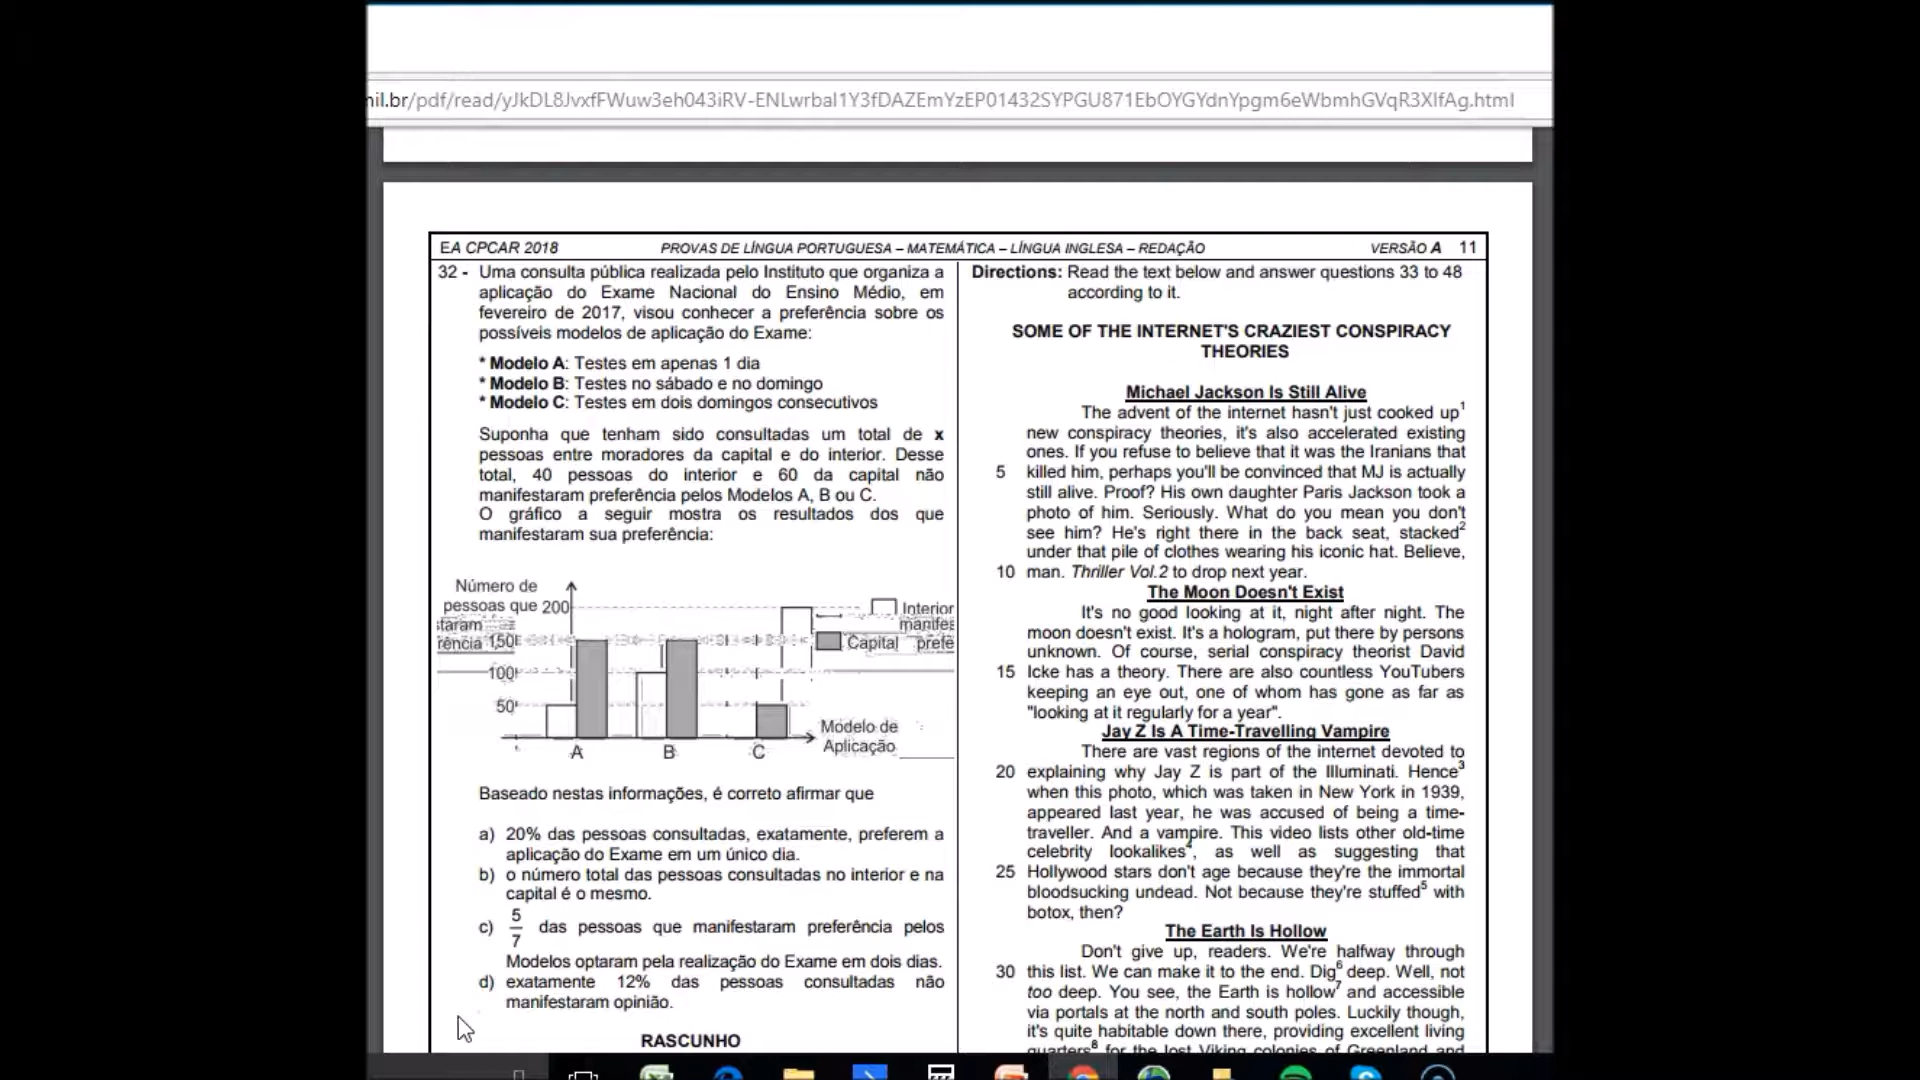 nil.br/pdf/read/yJkDL8JvxfFWuw3eh043iRV-ENLwrbaI1Y3fDAZEmYzEP01432SYPGU871EbOYGYdnYpgm6eWbmhGVqR3XIfAg.html
EA CPCAR 2018 PROVAS DE LÍNGUA PORTUGUESA – MATEMÁTICA – LÍNGUA INGLESA – REDAÇÃO VERSÃO A 11
32 - Uma consulta pública realizada pelo Instituto que organiza a
aplicação do Exame Nacional do Ensino Médio, em
fevereiro de 2017, visou conhecer a preferência sobre os
possíveis modelos de aplicação do Exame:
* Modelo A: Testes em apenas 1 dia
* Modelo B: Testes no sábado e no domingo
* Modelo C: Testes em dois domingos consecutivos
Suponha que tenham sido consultadas um total de x
pessoas entre moradores da capital e do interior. Desse
total, 40 pessoas do interior e 60 da capital não
manifestaram preferência pelos Modelos A, B ou C.
O gráfico a seguir mostra os resultados dos que
manifestaram sua preferência:
Número de
pessoas que 200
Interior
taram
manifes
rência 150
Capital prefe
100
50
Modelo de
Aplicação
A B C
Baseado nestas informações, é correto afirmar que
a) 20% das pessoas consultadas, exatamente, preferem a
aplicação do Exame em um único dia.
b) o número total das pessoas consultadas no interior e na
capital é o mesmo.
c) 5/7 das pessoas que manifestaram preferência pelos
Modelos optaram pela realização do Exame em dois dias.
d) exatamente 12% das pessoas consultadas não
manifestaram opinião.
RASCUNHO
Directions: Read the text below and answer questions 33 to 48
according to it.
SOME OF THE INTERNET'S CRAZIEST CONSPIRACY
THEORIES
Michael Jackson Is Still Alive
The advent of the internet hasn't just cooked up1
new conspiracy theories, it's also accelerated existing
ones. If you refuse to believe that it was the Iranians that
5 killed him, perhaps you'll be convinced that MJ is actually
still alive. Proof? His own daughter Paris Jackson took a
photo of him. Seriously. What do you mean you don't
see him? He's right there in the back seat, stacked2
under that pile of clothes wearing his iconic hat. Believe,
10 man. Thriller Vol.2 to drop next year.
The Moon Doesn't Exist
It's no good looking at it, night after night. The
moon doesn't exist. It's a hologram, put there by persons
unknown. Of course, serial conspiracy theorist David
15 Icke has a theory. There are also countless YouTubers
keeping an eye out, one of whom has gone as far as
"looking at it regularly for a year".
Jay Z Is A Time-Travelling Vampire
There are vast regions of the internet devoted to
20 explaining why Jay Z is part of the Illuminati. Hence3
when this photo, which was taken in New York in 1939,
appeared last year, he was accused of being a time-
traveller. And a vampire. This video lists other old-time
celebrity lookalikes4, as well as suggesting that
25 Hollywood stars don't age because they're the immortal
bloodsucking undead. Not because they're stuffed5 with
botox, then?
The Earth Is Hollow
Don't give up, readers. We're halfway through
30 this list. We can make it to the end. Dig6 deep. Well, not
too deep. You see, the Earth is hollow7 and accessible
via portals at the north and south poles. Luckily though,
it's quite habitable down there, providing excellent living
quarters8 for the lost Viking colonies of Greenland and